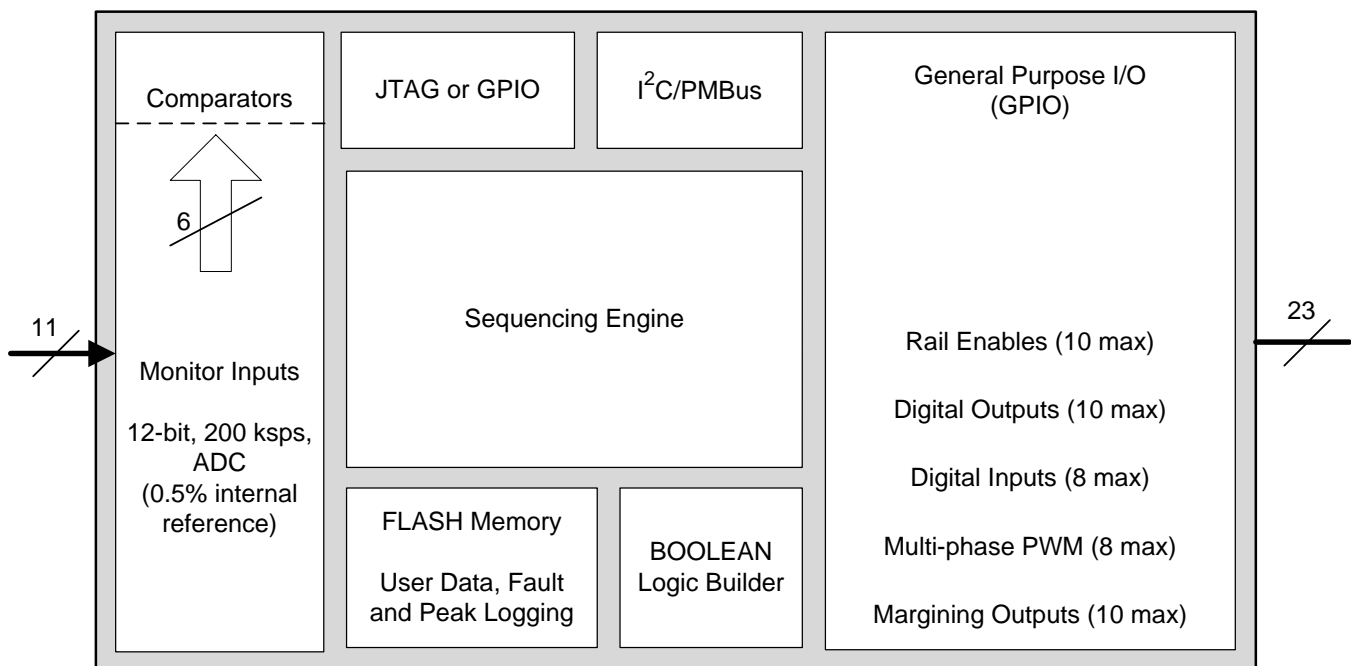 Comparators
6
11
Monitor Inputs
12-bit, 200 ksps,
ADC
(0.5% internal
reference)
JTAG or GPIO
I²C/PMBus
Sequencing Engine
FLASH Memory
User Data, Fault
and Peak Logging
BOOLEAN
Logic Builder
General Purpose I/O
(GPIO)
Rail Enables (10 max)
Digital Outputs (10 max)
Digital Inputs (8 max)
Multi-phase PWM (8 max)
Margining Outputs (10 max)
23